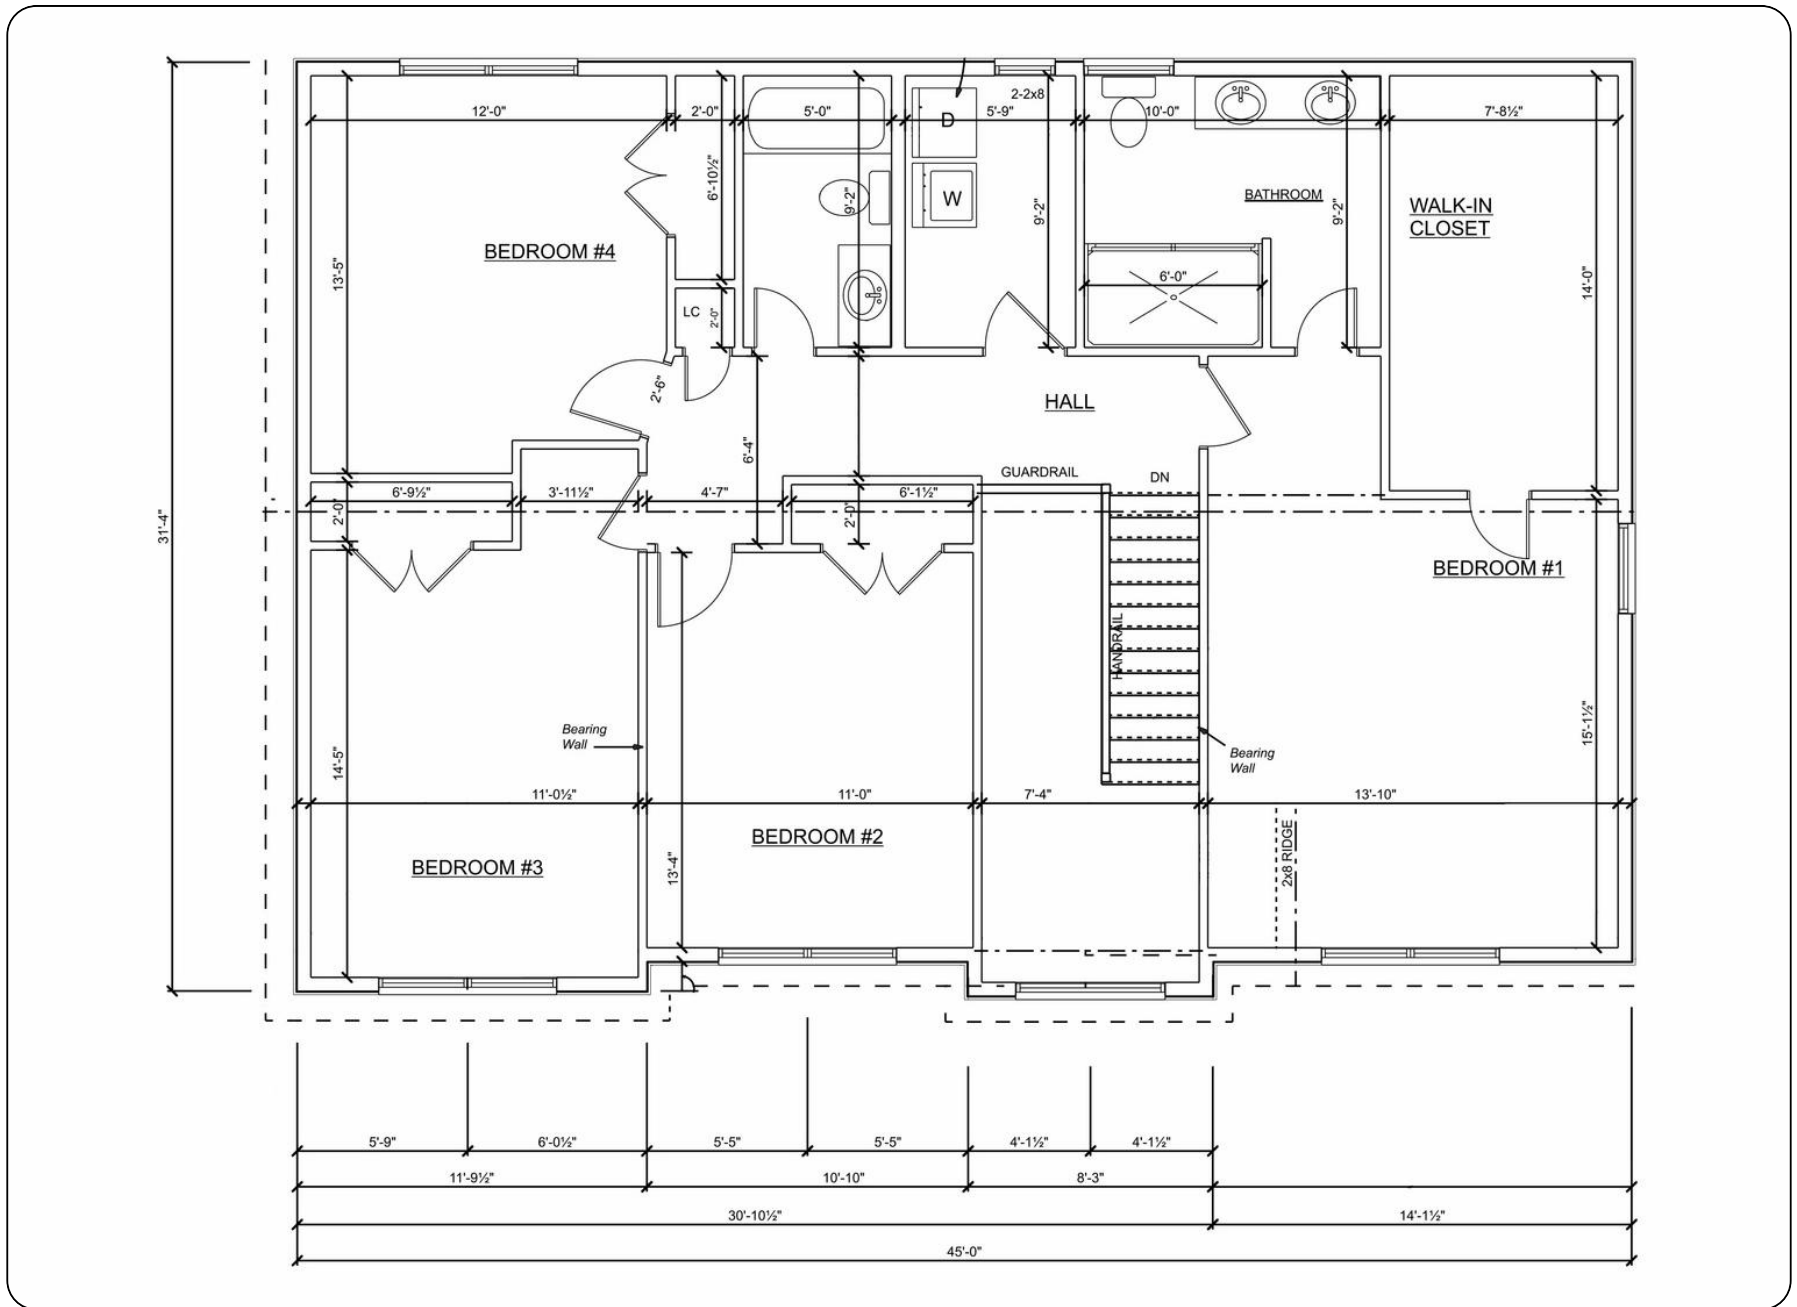 2-2x8
12'-0"
2'-0"
5'-0"
D
5'-9"
10'-0"
7'-8½"
6'-10½"
9'-2"
W
9'-2"
BATHROOM
9'-2"
WALK-IN
CLOSET
BEDROOM #4
13'-5"
6'-0"
14'-0"
LC
2'-0"
2'-6"
HALL
6'-4"
GUARDRAIL
DN
6'-9½"
3'-11½"
4'-7"
6'-1½"
2'-0"
2'-0"
31'-4"
BEDROOM #1
HANDRAIL
Bearing
Wall
Bearing
Wall
14'-5"
15'-1½"
11'-0½"
11'-0"
7'-4"
13'-10"
BEDROOM #2
BEDROOM #3
13'-4"
2x8 RIDGE
5'-9"
6'-0½"
5'-5"
5'-5"
4'-1½"
4'-1½"
11'-9½"
10'-10"
8'-3"
30'-10½"
14'-1½"
45'-0"